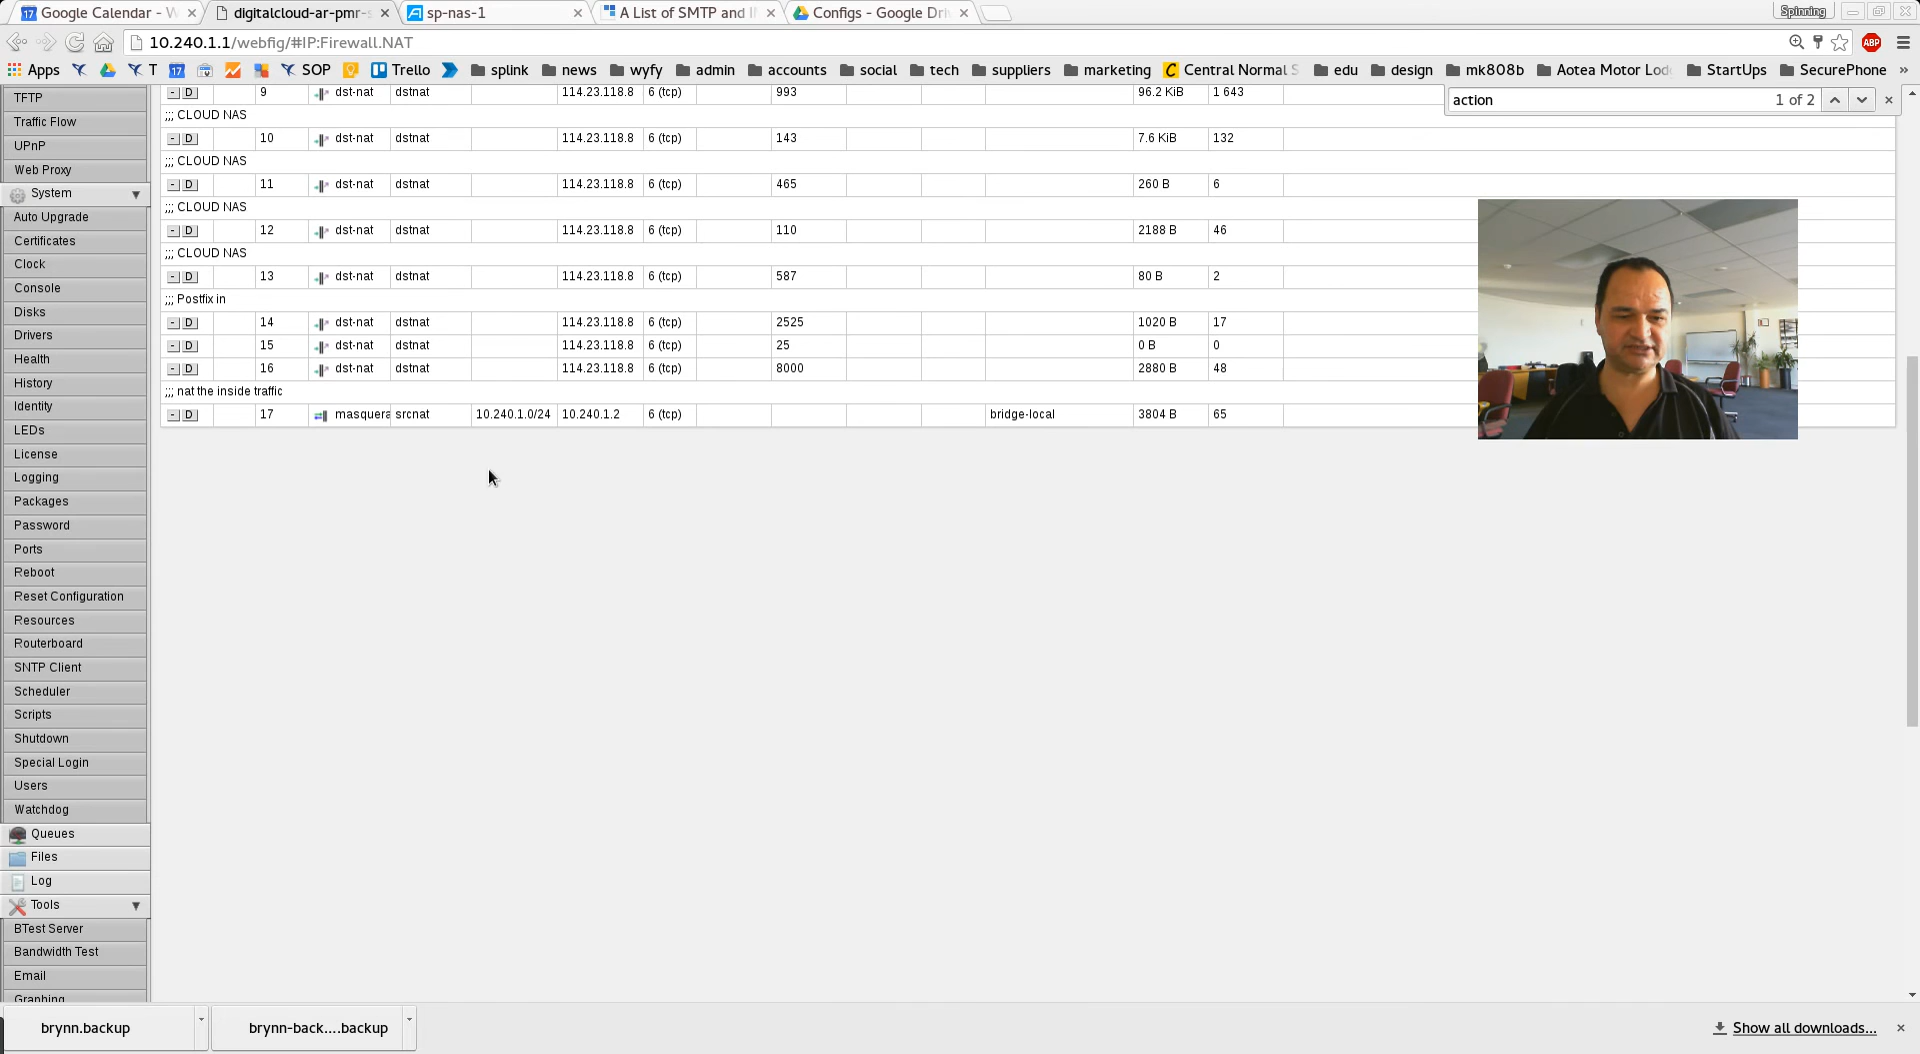 Google Calendar - W
digitalcloud-ar-pmr-s
sp-nas-1
A List of SMTP and I
Configs - Google Dri
Spinning
10.240.1.1/webfig/#IP:Firewall.NAT
ABP
Apps
T
17
SOP
Trello
splink
news
wyfy
admin
accounts
social
tech
suppliers
marketing
Central Normal S
edu
design
mk808b
Aotea Motor Lod
StartUps
SecurePhone
»
action 1 of 2
TFTP
Traffic Flow
UPnP
Web Proxy
System
Auto Upgrade
Certificates
Clock
Console
Disks
Drivers
Health
History
Identity
LEDs
License
Logging
Packages
Password
Ports
Reboot
Reset Configuration
Resources
Routerboard
SNTP Client
Scheduler
Scripts
Shutdown
Special Login
Users
Watchdog
Queues
Files
Log
Tools
BTest Server
Bandwidth Test
Email
Graphing
- D 9 dst-nat dstnat 114.23.118.8 6 (tcp) 993 96.2 KiB 1 643
;;; CLOUD NAS
- D 10 dst-nat dstnat 114.23.118.8 6 (tcp) 143 7.6 KiB 132
;;; CLOUD NAS
- D 11 dst-nat dstnat 114.23.118.8 6 (tcp) 465 260 B 6
;;; CLOUD NAS
- D 12 dst-nat dstnat 114.23.118.8 6 (tcp) 110 2188 B 46
;;; CLOUD NAS
- D 13 dst-nat dstnat 114.23.118.8 6 (tcp) 587 80 B 2
;;; Postfix in
- D 14 dst-nat dstnat 114.23.118.8 6 (tcp) 2525 1020 B 17
- D 15 dst-nat dstnat 114.23.118.8 6 (tcp) 25 0 B 0
- D 16 dst-nat dstnat 114.23.118.8 6 (tcp) 8000 2880 B 48
;;; nat the inside traffic
- D 17 masquera srcnat 10.240.1.0/24 10.240.1.2 6 (tcp) bridge-local 3804 B 65
brynn.backup
brynn-back....backup
Show all downloads...